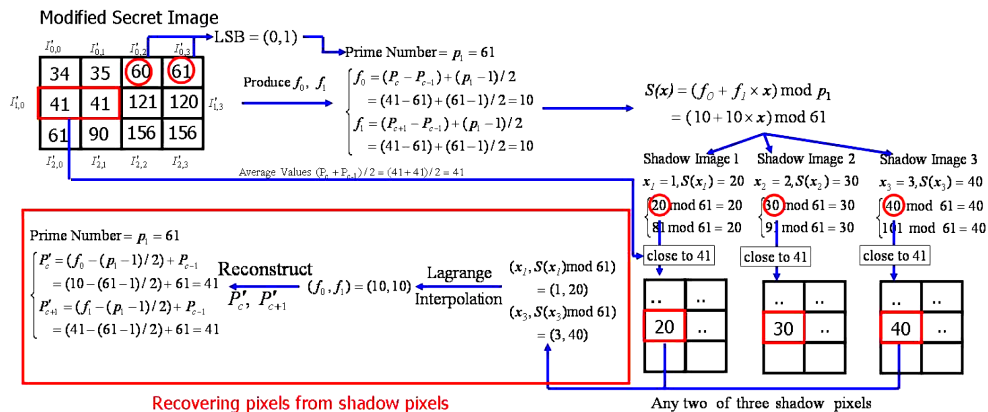 Modified Secret Image
I'0,0 I'0,1 I'0,2 I'0,3
LSB = (0,1)
34 35 60 61
I'1,0 41 41 121 120 I'1,3
61 90 156 156
I'2,0 I'2,1 I'2,2 I'2,3
Produce f0, f1
Prime Number = p1 = 61
f0 = (Pc − Pc−1) + (p1 − 1) / 2
= (41 − 61) + (61 − 1) / 2 = 10
f1 = (Pc+1 − Pc−1) + (p1 − 1) / 2
= (41 − 61) + (61 − 1) / 2 = 10
Average Values (Pc + Pc-1) / 2 = (41+41) / 2 = 41
S(x) = (f0 + f1 × x) mod p1
= (10 + 10 × x) mod 61
Shadow Image 1
x1 = 1, S(x1) = 20
20 mod 61 = 20
81 mod 61 = 20
close to 41
.. ..
20 ..
Shadow Image 2
x2 = 2, S(x2) = 30
30 mod 61 = 30
91 mod 61 = 30
close to 41
.. ..
30 ..
Shadow Image 3
x3 = 3, S(x3) = 40
40 mod 61 = 40
101 mod 61 = 40
close to 41
.. ..
40 ..
Any two of three shadow pixels
(x1, S(x1) mod 61)
= (1, 20)
(x3, S(x3) mod 61)
= (3, 40)
Lagrange
Interpolation
(f0, f1) = (10, 10)
Reconstruct
P'c, P'c+1
Prime Number = p1 = 61
P'c = (f0 − (p1 − 1) / 2) + Pc−1
= (10 − (61 − 1) / 2) + 61 = 41
P'c+1 = (f1 − (p1 − 1) / 2) + Pc−1
= (41 − (61 − 1) / 2) + 61 = 41
Recovering pixels from shadow pixels